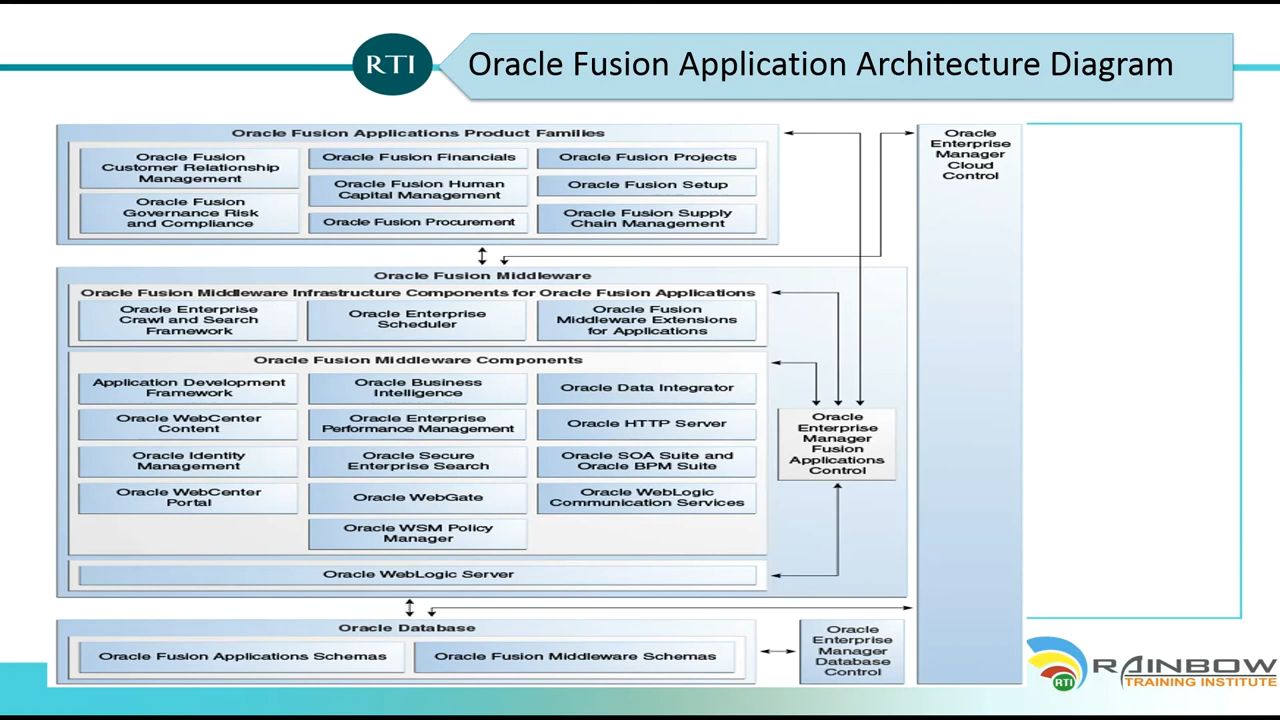 RTI
Oracle Fusion Application Architecture Diagram
Oracle Fusion Applications Product Families
Oracle Fusion
Customer Relationship
Management
Oracle Fusion Financials
Oracle Fusion Projects
Oracle Fusion Human
Capital Management
Oracle Fusion Setup
Oracle Fusion
Governance Risk
and Compliance
Oracle Fusion Procurement
Oracle Fusion Supply
Chain Management
Oracle
Enterprise
Manager
Cloud
Control
Oracle Fusion Middleware
Oracle Fusion Middleware Infrastructure Components for Oracle Fusion Applications
Oracle Enterprise
Crawl and Search
Framework
Oracle Enterprise
Scheduler
Oracle Fusion
Middleware Extensions
for Applications
Oracle Fusion Middleware Components
Application Development
Framework
Oracle Business
Intelligence
Oracle Data Integrator
Oracle WebCenter
Content
Oracle Enterprise
Performance Management
Oracle HTTP Server
Oracle Identity
Management
Oracle Secure
Enterprise Search
Oracle SOA Suite and
Oracle BPM Suite
Oracle WebCenter
Portal
Oracle WebGate
Oracle WebLogic
Communication Services
Oracle WSM Policy
Manager
Oracle
Enterprise
Manager
Fusion
Applications
Control
Oracle WebLogic Server
Oracle Database
Oracle Fusion Applications Schemas
Oracle Fusion Middleware Schemas
Oracle
Enterprise
Manager
Database
Control
RTI
RAINBOW
TRAINING INSTITUTE